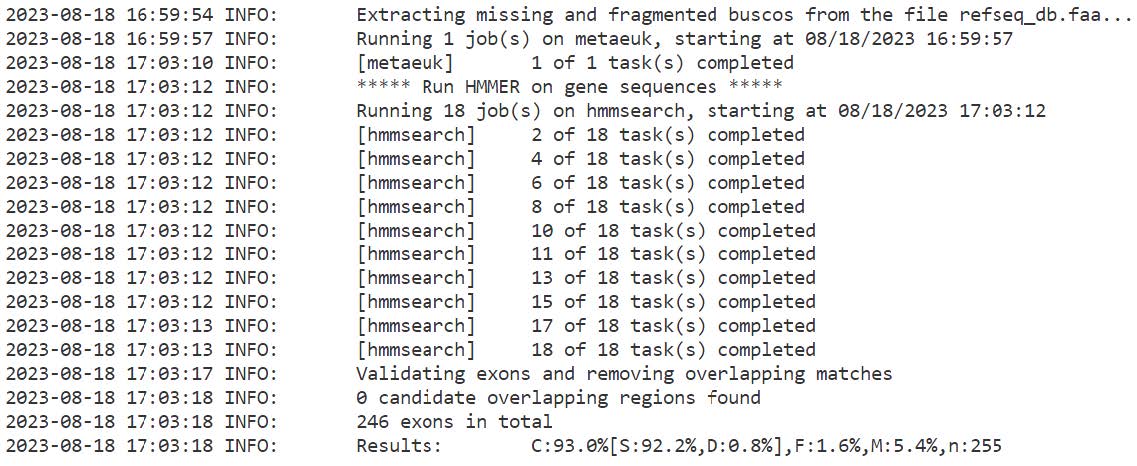 2023-08-18 16:59:54 INFO: Extracting missing and fragmented buscos from the file refseq_db.faa...
2023-08-18 16:59:57 INFO: Running 1 job(s) on metaeuk, starting at 08/18/2023 16:59:57
2023-08-18 17:03:10 INFO: [metaeuk] 1 of 1 task(s) completed
2023-08-18 17:03:12 INFO: ***** Run HMMER on gene sequences *****
2023-08-18 17:03:12 INFO: Running 18 job(s) on hmmsearch, starting at 08/18/2023 17:03:12
2023-08-18 17:03:12 INFO: [hmmsearch] 2 of 18 task(s) completed
2023-08-18 17:03:12 INFO: [hmmsearch] 4 of 18 task(s) completed
2023-08-18 17:03:12 INFO: [hmmsearch] 6 of 18 task(s) completed
2023-08-18 17:03:12 INFO: [hmmsearch] 8 of 18 task(s) completed
2023-08-18 17:03:12 INFO: [hmmsearch] 10 of 18 task(s) completed
2023-08-18 17:03:12 INFO: [hmmsearch] 11 of 18 task(s) completed
2023-08-18 17:03:12 INFO: [hmmsearch] 13 of 18 task(s) completed
2023-08-18 17:03:12 INFO: [hmmsearch] 15 of 18 task(s) completed
2023-08-18 17:03:13 INFO: [hmmsearch] 17 of 18 task(s) completed
2023-08-18 17:03:13 INFO: [hmmsearch] 18 of 18 task(s) completed
2023-08-18 17:03:17 INFO: Validating exons and removing overlapping matches
2023-08-18 17:03:18 INFO: 0 candidate overlapping regions found
2023-08-18 17:03:18 INFO: 246 exons in total
2023-08-18 17:03:18 INFO: Results: C:93.0%[S:92.2%,D:0.8%],F:1.6%,M:5.4%,n:255